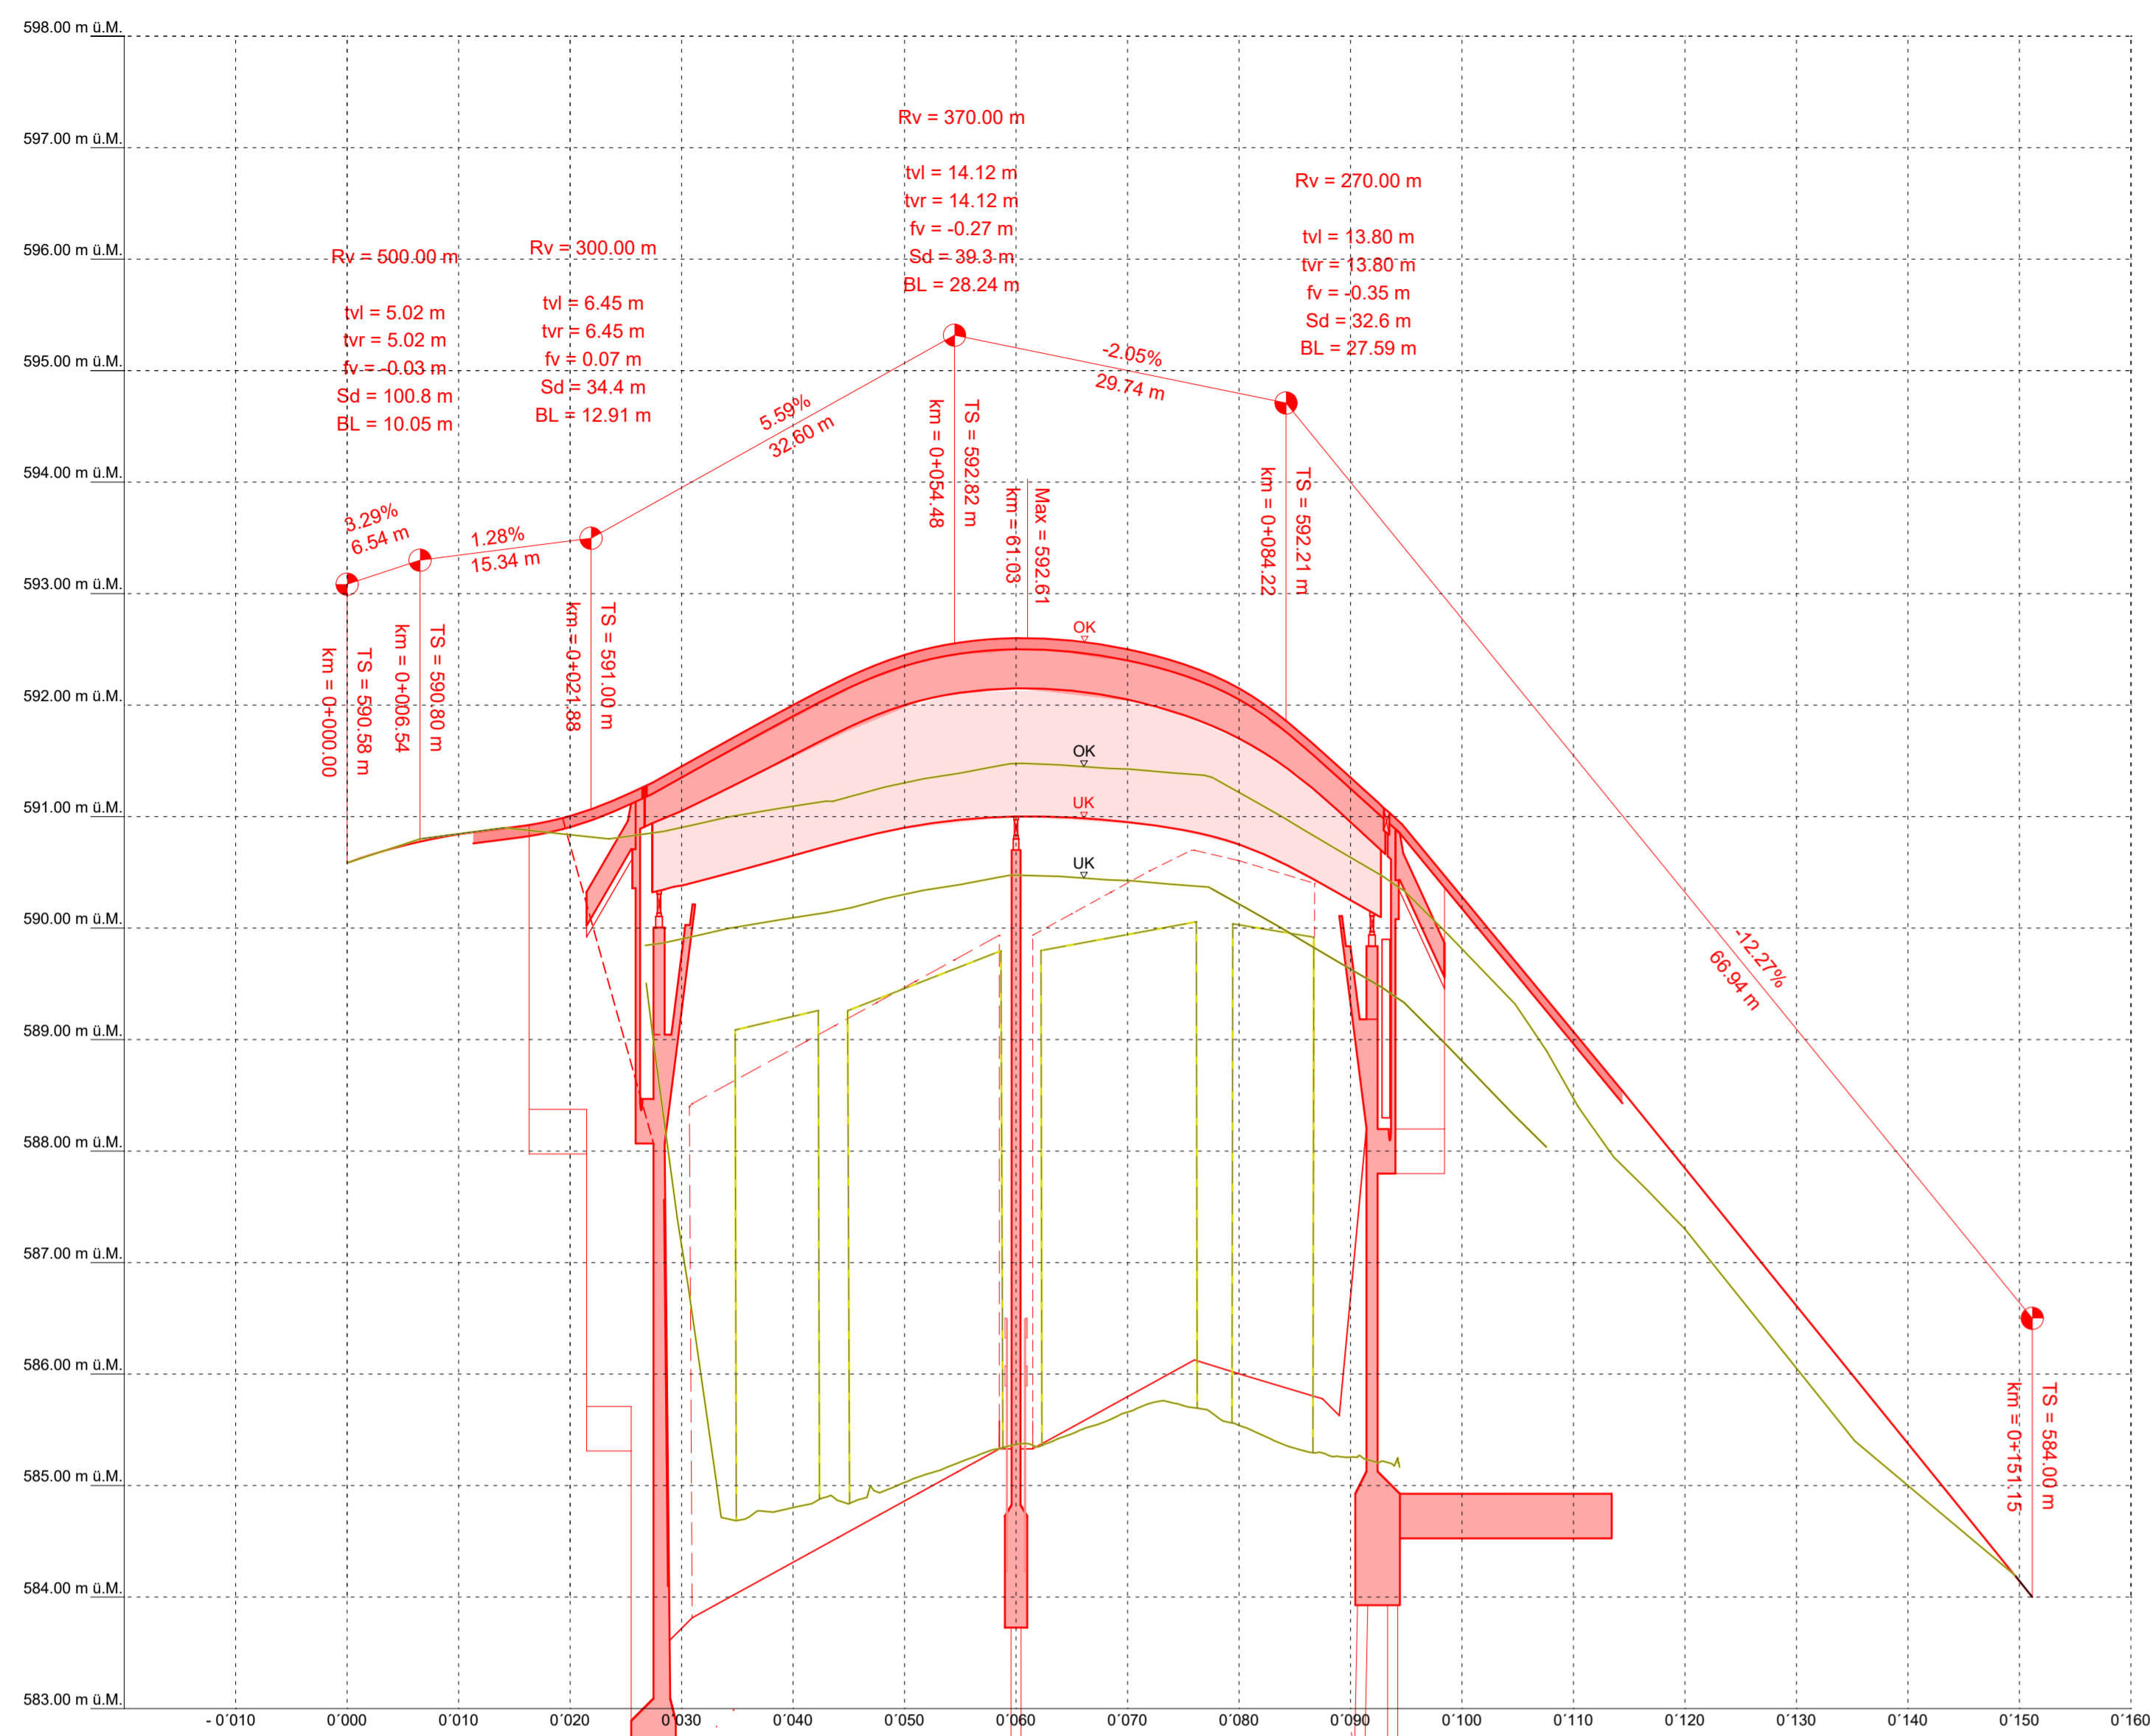 598.00 m ü.M.
597.00 m ü.M.
596.00 m ü.M.
595.00 m ü.M.
594.00 m ü.M.
593.00 m ü.M.
592.00 m ü.M.
591.00 m ü.M.
590.00 m ü.M.
589.00 m ü.M.
588.00 m ü.M.
587.00 m ü.M.
586.00 m ü.M.
585.00 m ü.M.
584.00 m ü.M.
583.00 m ü.M.
Rv = 500.00 m
tvl = 5.02 m
tvr = 5.02 m
fv = -0.03 m
Sd = 100.8 m
BL = 10.05 m
Rv = 300.00 m
tvl = 6.45 m
tvr = 6.45 m
fv = 0.07 m
Sd = 34.4 m
BL = 12.91 m
Rv = 370.00 m
tvl = 14.12 m
tvr = 14.12 m
fv = -0.27 m
Sd = 39.3 m
BL = 28.24 m
Rv = 270.00 m
tvl = 13.80 m
tvr = 13.80 m
fv = -0.35 m
Sd = 32.6 m
BL = 27.59 m
3.29%
6.54 m
1.28%
15.34 m
5.59%
32.60 m
-2.05%
29.74 m
-12.27%
66.94 m
TS = 590.58 m
km = 0+000.00
TS = 590.80 m
km = 0+006.54
TS = 591.00 m
km = 0+021.88
TS = 592.82 m
km = 0+054.48
Max = 592.61
km = 61.03
TS = 592.21 m
km = 0+084.22
TS = 584.00 m
km = 0+151.15
OK
OK
UK
UK
- 0'010
0'000
0'010
0'020
0'030
0'040
0'050
0'060
0'070
0'080
0'090
0'100
0'110
0'120
0'130
0'140
0'150
0'160